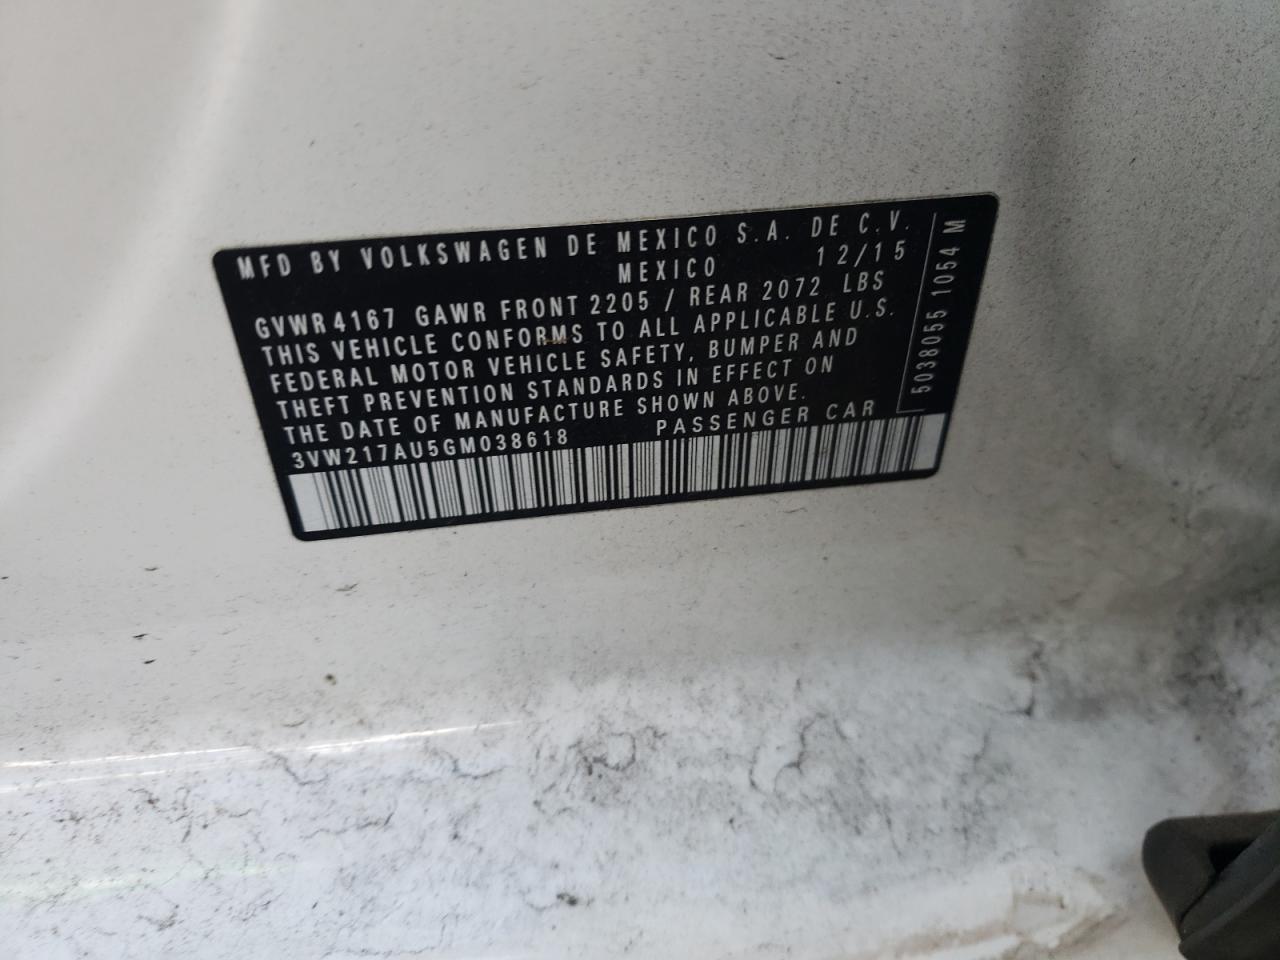 MFD BY VOLKSWAGEN DE MEXICO S.A. DE C.V.
MEXICO 12/15
GVWR 4167 GAWR FRONT 2205 / REAR 2072 LBS
THIS VEHICLE CONFORMS TO ALL APPLICABLE U.S.
FEDERAL MOTOR VEHICLE SAFETY, BUMPER AND
THEFT PREVENTION STANDARDS IN EFFECT ON
THE DATE OF MANUFACTURE SHOWN ABOVE.
3VW217AU5GM038618 PASSENGER CAR
5038055 1054 M